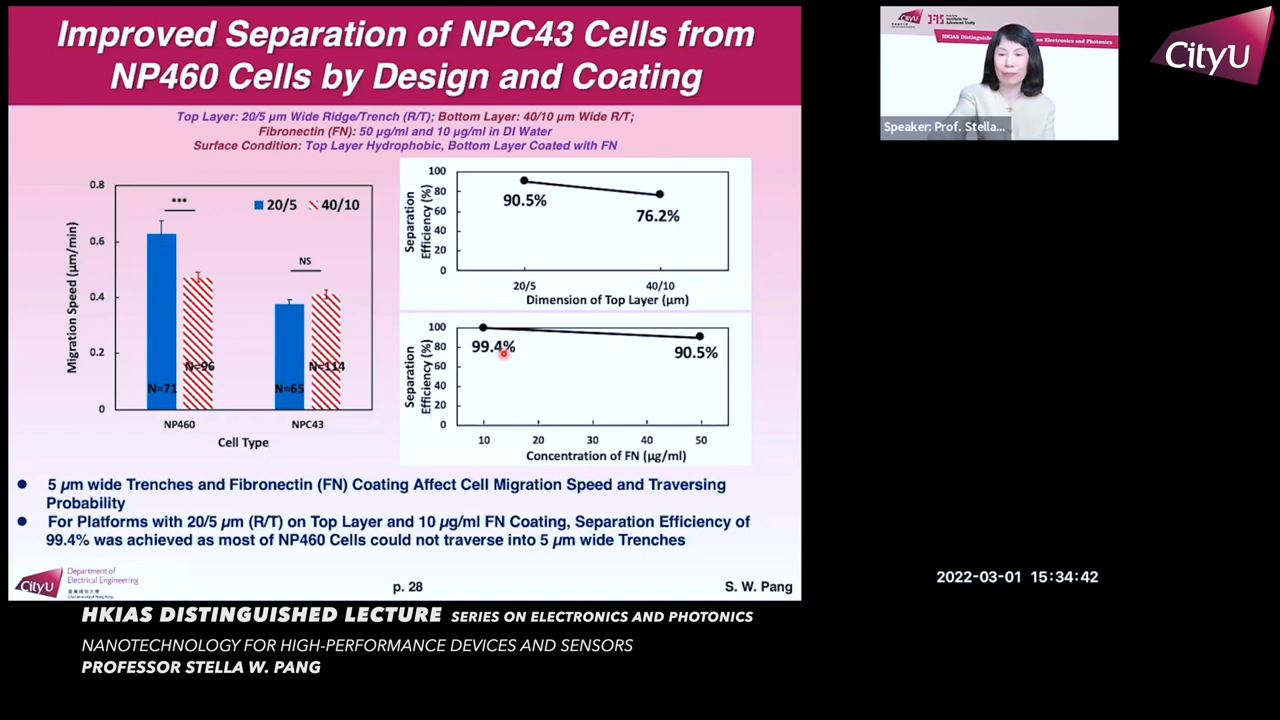 Improved Separation of NPC43 Cells from
NP460 Cells by Design and Coating
Top Layer: 20/5 µm Wide Ridge/Trench (R/T); Bottom Layer: 40/10 µm Wide R/T;
Fibronectin (FN): 50 µg/ml and 10 µg/ml in DI Water
Surface Condition: Top Layer Hydrophobic, Bottom Layer Coated with FN
Migration Speed (µm/min)
0.8
0.6
0.4
0.2
0
***
20/5 40/10
NS
N=71
N=96
N=65
N=114
NP460 NPC43
Cell Type
Separation
Efficiency (%)
100
80
60
40
20
0
90.5%
76.2%
20/5 40/10
Dimension of Top Layer (µm)
Separation
Efficiency (%)
100
80
60
40
20
0
99.4%
90.5%
10 20 30 40 50
Concentration of FN (µg/ml)
● 5 µm wide Trenches and Fibronectin (FN) Coating Affect Cell Migration Speed and Traversing
Probability
● For Platforms with 20/5 µm (R/T) on Top Layer and 10 µg/ml FN Coating, Separation Efficiency of
99.4% was achieved as most of NP460 Cells could not traverse into 5 µm wide Trenches
CityU
Department of
Electrical Engineering
p. 28
S. W. Pang
CityU
Institute for
Advanced Study
HKIAS Distinguished
on Electronics and Photonics
Speaker: Prof. Stella...
CityU
2022-03-01 15:34:42
HKIAS DISTINGUISHED LECTURE SERIES ON ELECTRONICS AND PHOTONICS
NANOTECHNOLOGY FOR HIGH-PERFORMANCE DEVICES AND SENSORS
PROFESSOR STELLA W. PANG